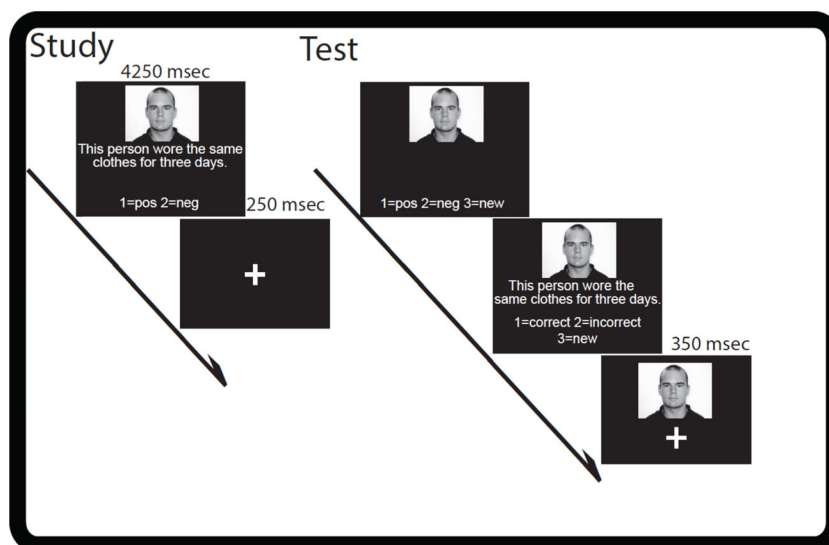 Study
4250 msec
This person wore the same
clothes for three days.
1=pos 2=neg
250 msec
+
Test
1=pos 2=neg 3=new
This person wore the
same clothes for three days.
1=correct 2=incorrect
3=new
350 msec
+